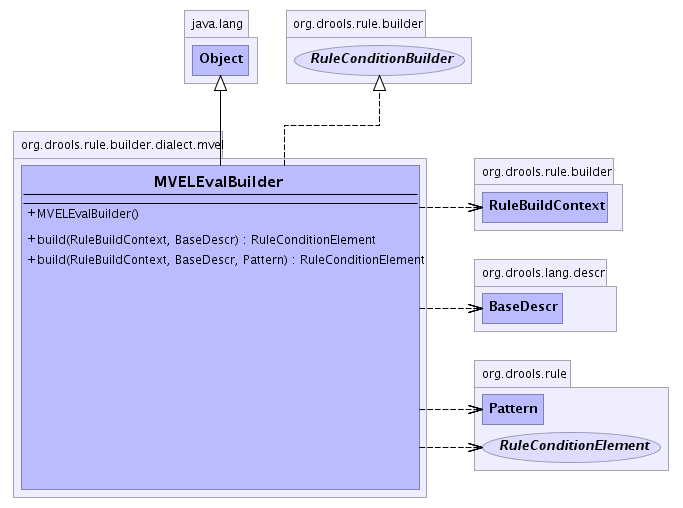 java.lang
Object
org.drools.rule.builder
RuleConditionBuilder
org.drools.rule.builder.dialect.mvel
MVELEvalBuilder
+MVELEvalBuilder()
+build(RuleBuildContext, BaseDescr) : RuleConditionElement
+build(RuleBuildContext, BaseDescr, Pattern) : RuleConditionElement
org.drools.rule.builder
RuleBuildContext
org.drools.lang.descr
BaseDescr
org.drools.rule
Pattern
RuleConditionElement